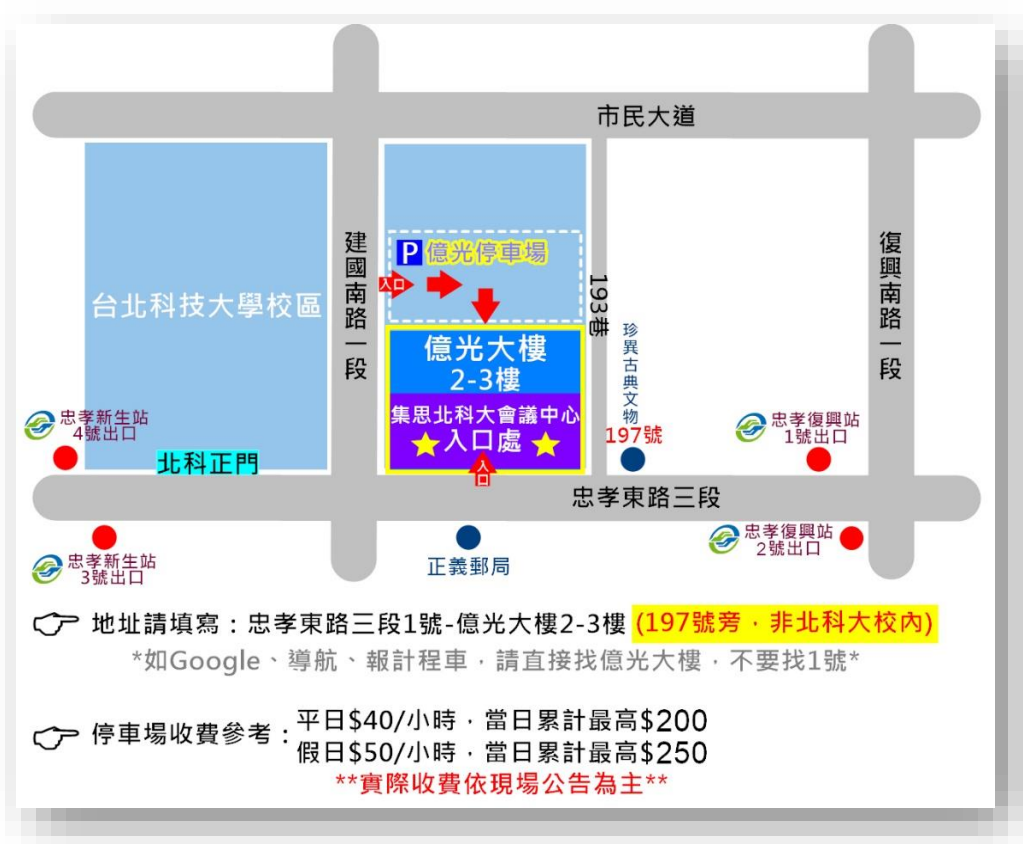 市民大道
建國南路一段
復興南路一段
P 億光停車場
入口
台北科技大學校區
193巷
億光大樓
2-3樓
珍異古典文物
197號
集思北科大會議中心
入口處
入口
忠孝新生站
4號出口
忠孝復興站
1號出口
北科正門
忠孝東路三段
忠孝新生站
3號出口
正義郵局
忠孝復興站
2號出口
地址請填寫：忠孝東路三段1號-億光大樓2-3樓 (197號旁，非北科大校內)
*如Google、導航、報計程車，請直接找億光大樓，不要找1號*
停車場收費參考：平日$40/小時，當日累計最高$200
假日$50/小時，當日累計最高$250
**實際收費依現場公告為主**